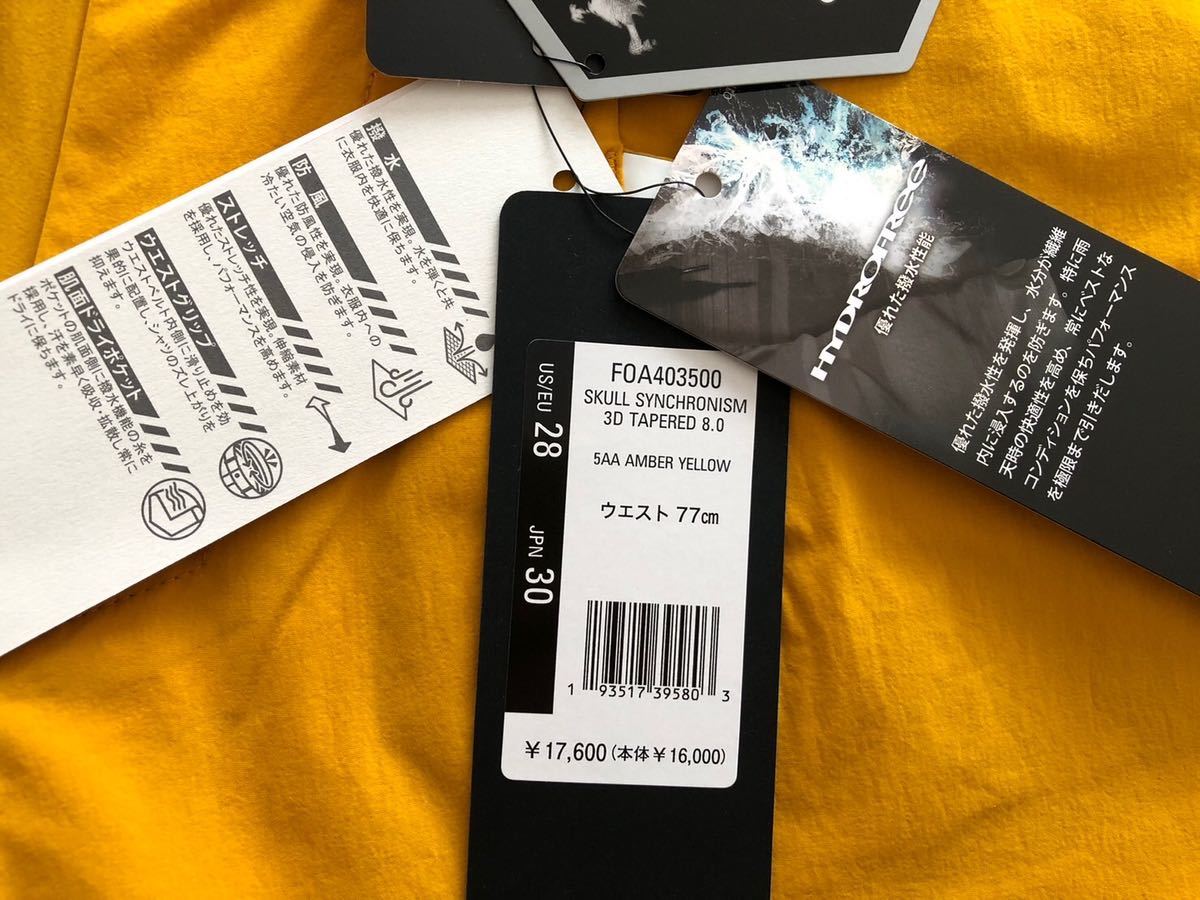 撥 水
優れた撥水性を実現。水を弾くと共
に衣服内を快適に保ちます。
防 風
優れた防風性を実現。衣服内への
冷たい空気の侵入を防ぎます。
ストレッチ
優れたストレッチ性を実現。伸縮素材
を採用し、パフォーマンスを高めます。
ウエストグリップ
ウエストベルト内側に滑り止めを効
果的に配置し、シャツのズレ上がりを
抑えます。
肌面ドライポケット
ポケットの肌面側に撥水機能の糸を
採用し、汗を素早く吸収・拡散し常に
ドライに保ちます。
US/EU 28 JPN 30
FOA403500
SKULL SYNCHRONISM
3D TAPERED 8.0
5AA AMBER YELLOW
ウエスト 77cm
1 93517 39580 3
¥17,600(本体¥16,000)
HYDROFREE
優れた撥水性能
優れた撥水性を発揮し、水分が繊維
内に浸入するのを防ぎます。特に雨
天時の快適性を高め、常にベストな
コンディションを保ちパフォーマンス
を極限まで引きだします。